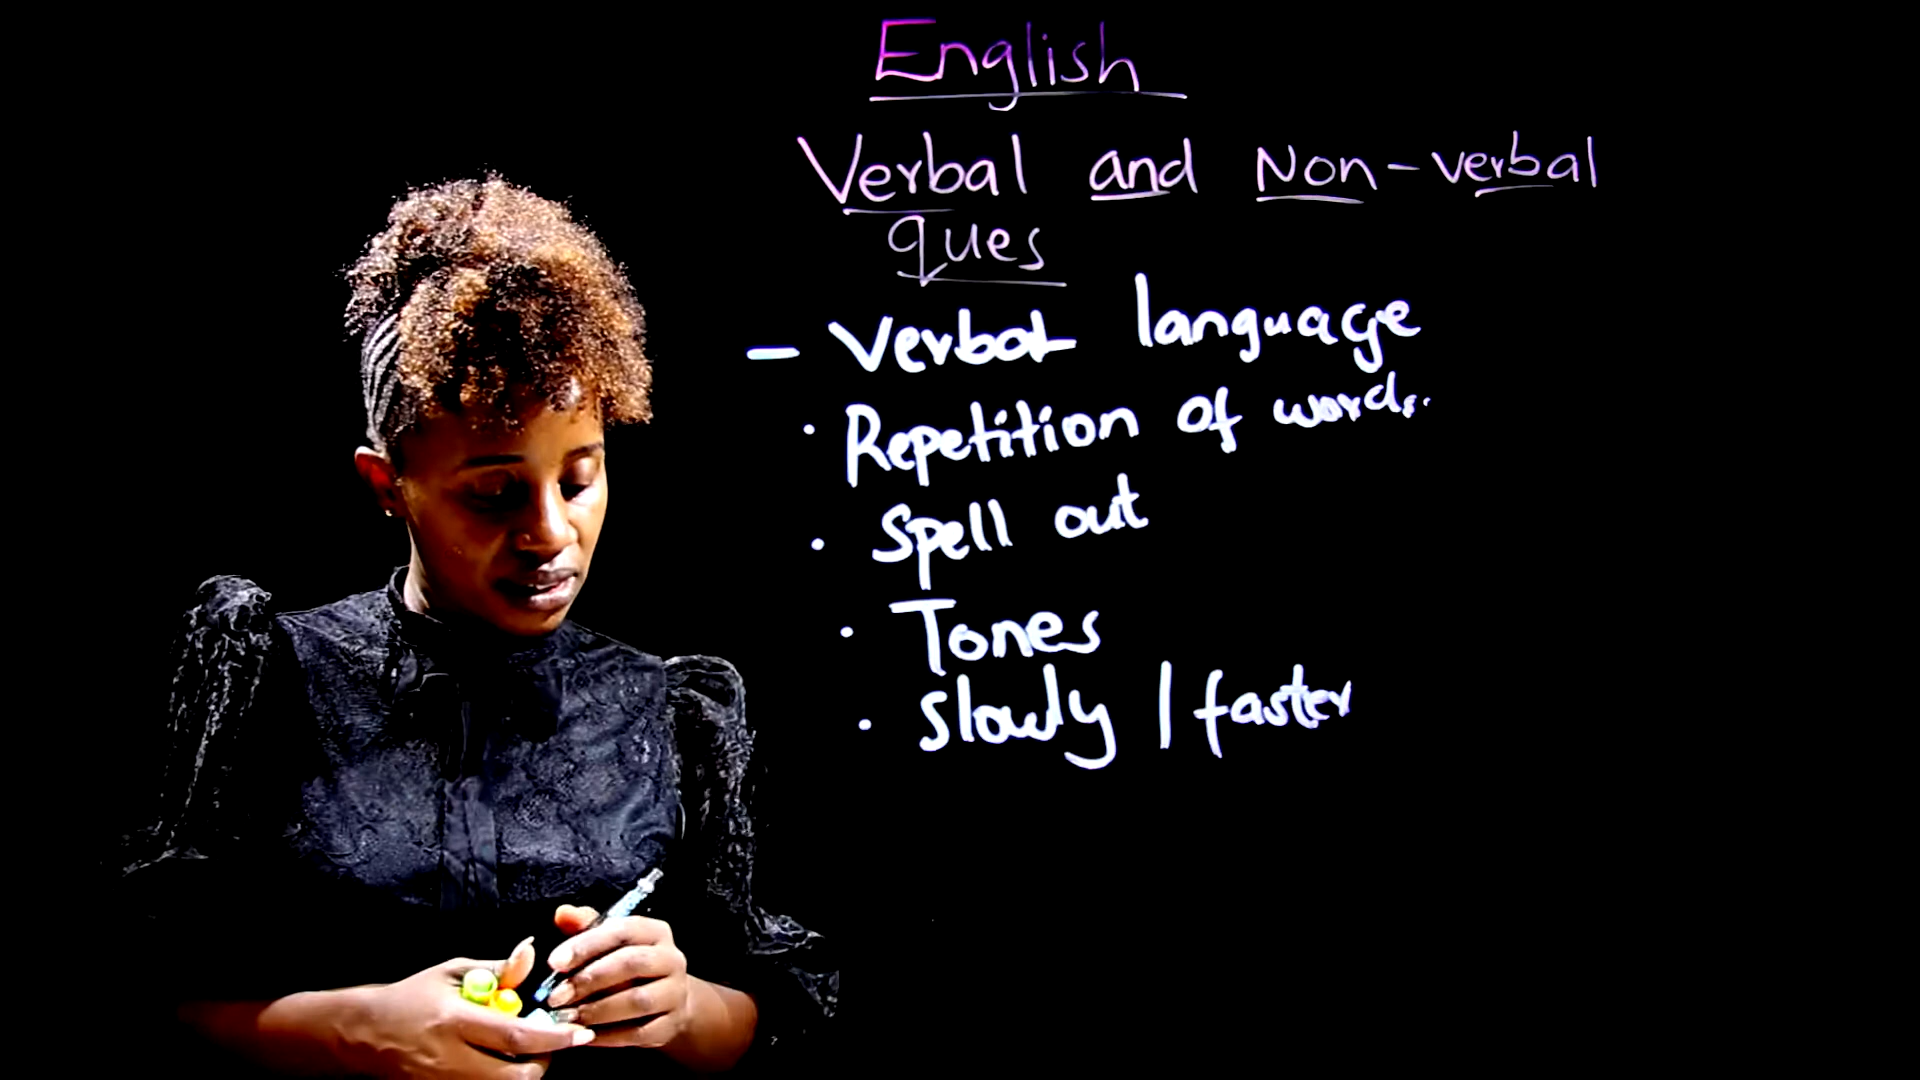 English
Verbal and Non-verbal
ques
- Verbal language
· Repetition of words.
· Spell out
· Tones
· Slowly / faster